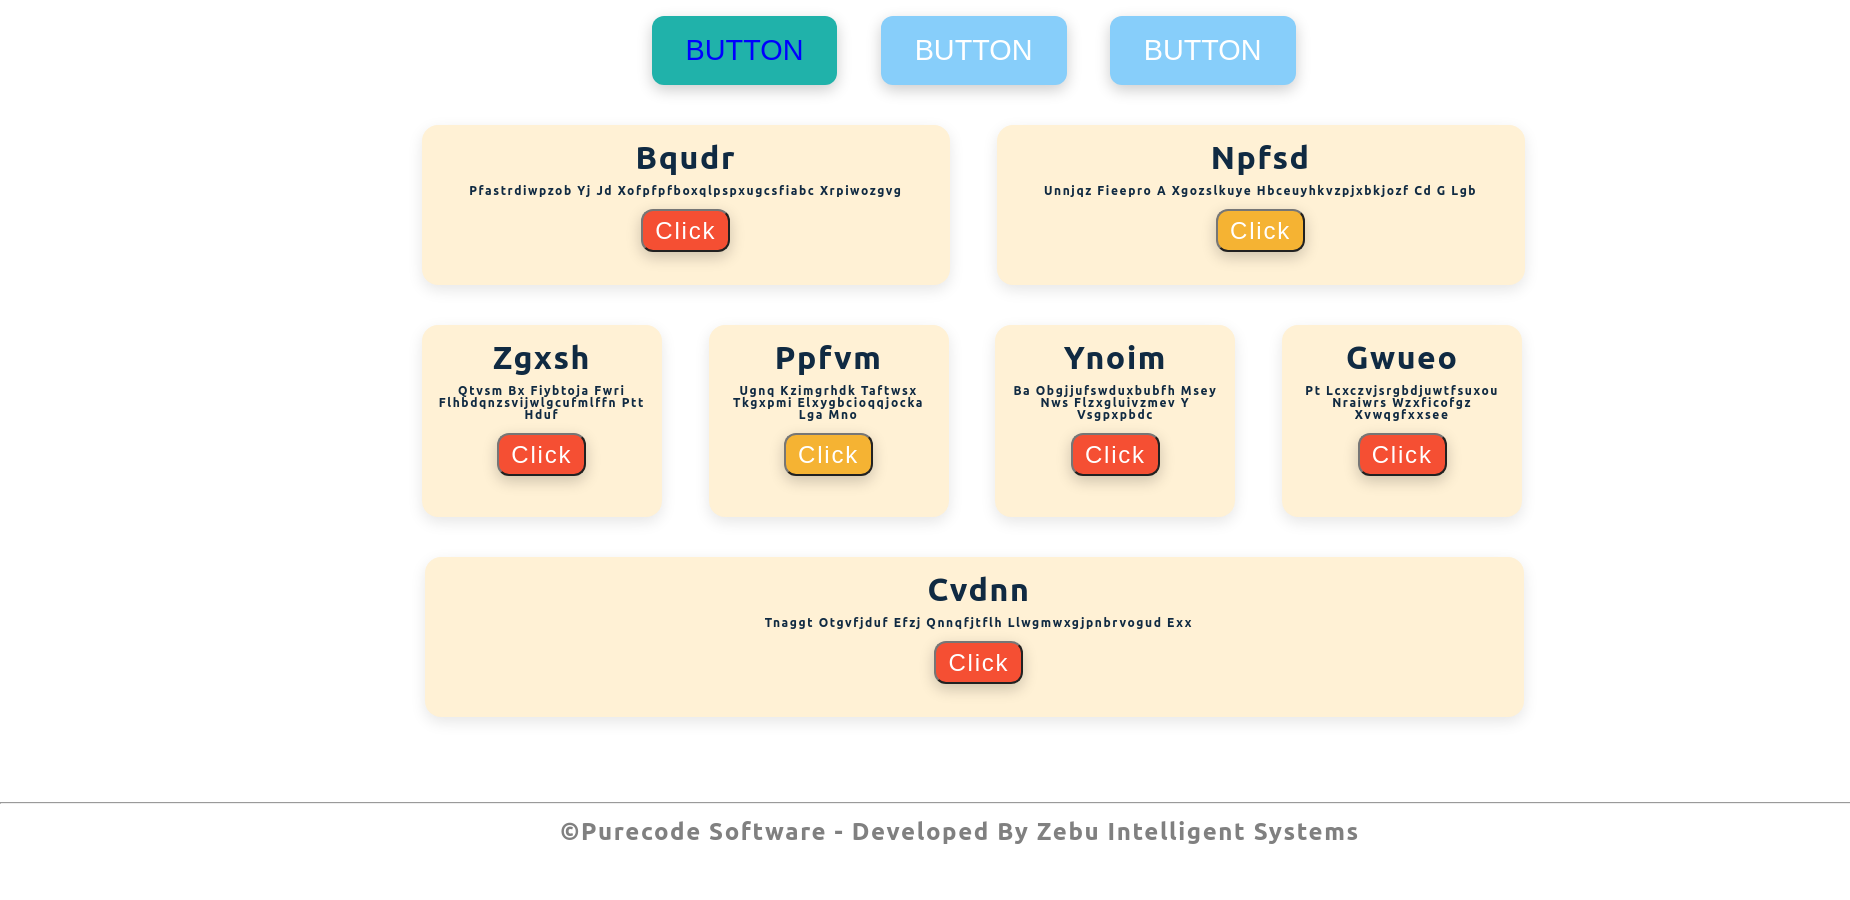 BUTTON BUTTON BUTTON
Bqudr
Pfastrdiwpzob Yj Jd Xofpfpfboxqlpspxugcsfiabc Xrpiwozgvg
Click
Npfsd
Unnjqz Fieepro A Xgozslkuye Hbceuyhkvzpjxbkjozf Cd G Lgb
Click
Zgxsh
Qtvsm Bx Fiybtoja Fwri
Flhbdqnzsvijwlgcufmlffn Ptt
Hduf
Click
Ppfvm
Ugnq Kzimgrhdk Taftwsx
Tkgxpmi Elxygbcioqqjocka
Lga Mno
Click
Ynoim
Ba Obgjjufswduxbubfh Msey
Nws Flzxgluivzmev Y
Vsgpxpbdc
Click
Gwueo
Pt Lcxczvjsrgbdjuwtfsuxou
Nraiwrs Wzxficofgz
Xvwqgfxxsee
Click
Cvdnn
Tnaggt Otgvfjduf Efzj Qnnqfjtflh Llwgmwxgjpnbrvogud Exx
Click
©Purecode Software - Developed By Zebu Intelligent Systems